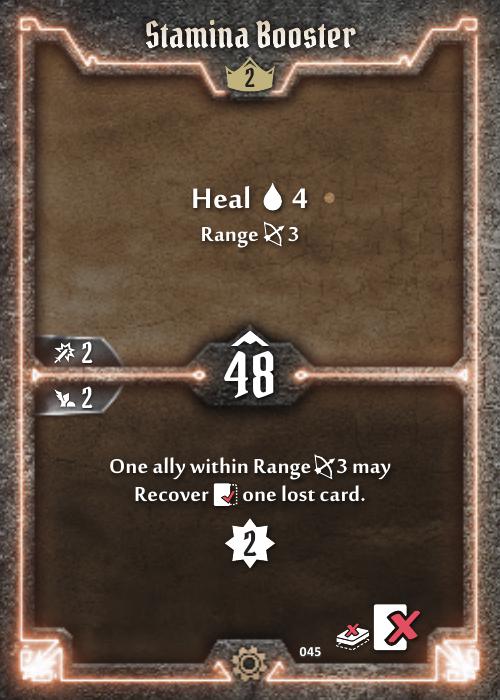 Stamina Booster
2
Heal 4
Range 3
2
48
2
One ally within Range 3 may
Recover one lost card.
2
045